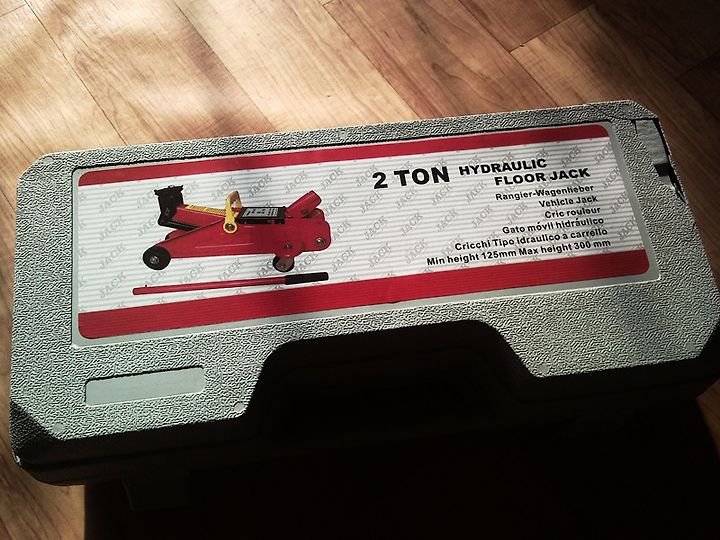 2 TON HYDRAULIC
FLOOR JACK
Rangier-Wagenheber
Vehicle Jack
Cric rouleur
Gato móvil hidráulico
Cricchi Tipo Idraulico a carrello
Min height 125mm Max height 300 mm
JACK